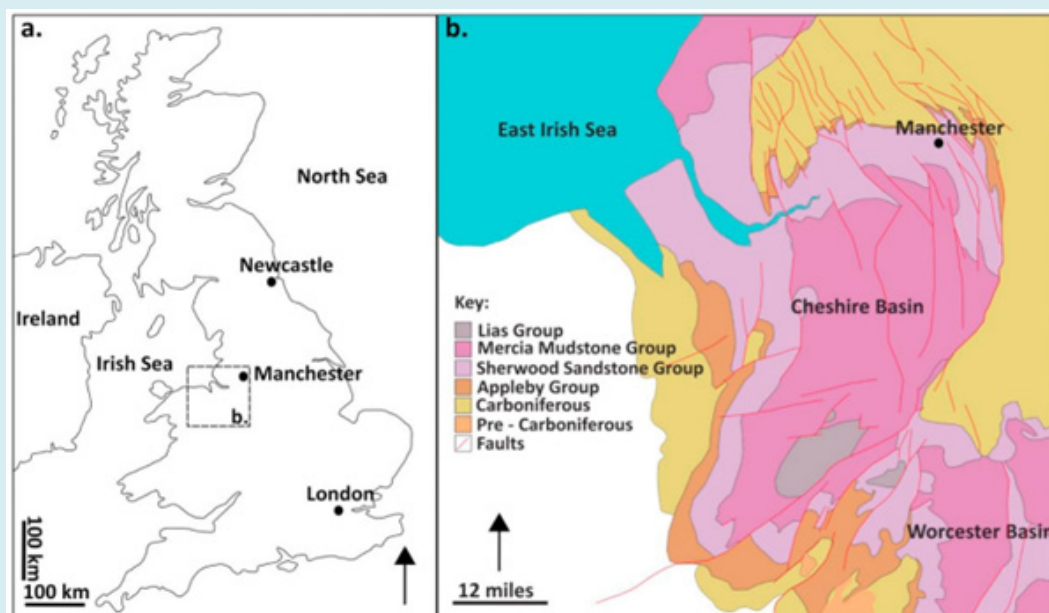 a.
North Sea
Newcastle
Ireland
Irish Sea
Manchester
b.
London
100 km
100 km
b.
East Irish Sea
Manchester
Cheshire Basin
Key:
Lias Group
Mercia Mudstone Group
Sherwood Sandstone Group
Appleby Group
Carboniferous
Pre - Carboniferous
Faults
Worcester Basin
12 miles